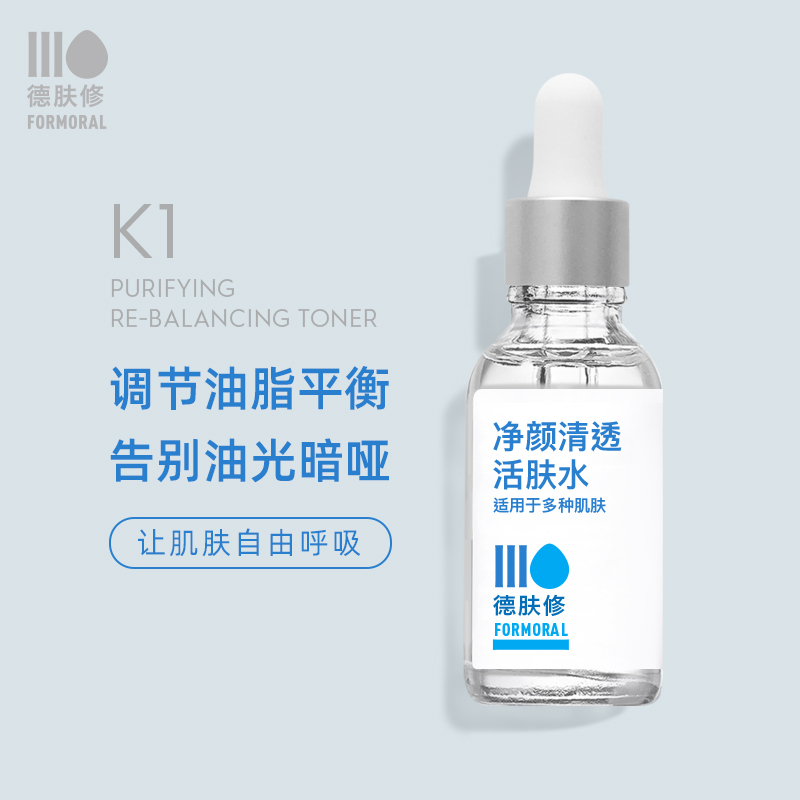 德肤修
FORMORAL
K1
PURIFYING
RE-BALANCING TONER
调节油脂平衡
告别油光暗哑
让肌肤自由呼吸
净颜清透
活肤水
适用于多种肌肤
德肤修
FORMORAL